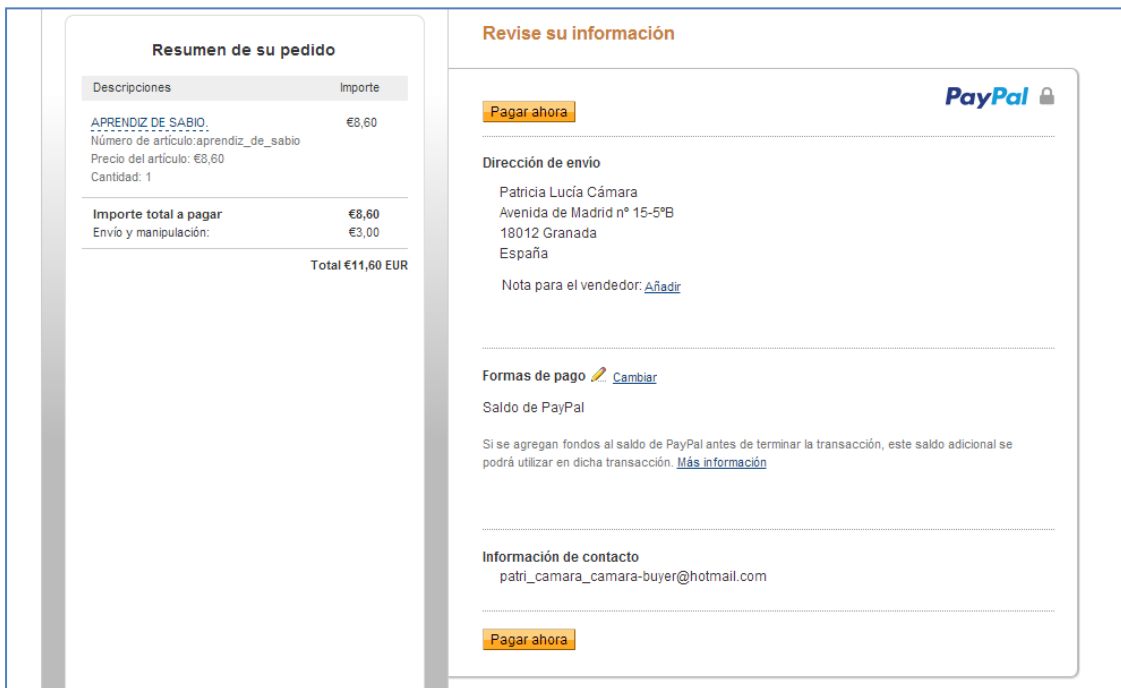 Resumen de su pedido
Descripciones Importe
APRENDIZ DE SABIO. €8,60
Número de artículo:aprendiz_de_sabio
Precio del artículo: €8,60
Cantidad: 1
Importe total a pagar €8,60
Envío y manipulación: €3,00
Total €11,60 EUR
Revise su información
PayPal
Pagar ahora
Dirección de envío
Patricia Lucía Cámara
Avenida de Madrid nº 15-5ºB
18012 Granada
España
Nota para el vendedor: Añadir
Formas de pago Cambiar
Saldo de PayPal
Si se agregan fondos al saldo de PayPal antes de terminar la transacción, este saldo adicional se
podrá utilizar en dicha transacción. Más información
Información de contacto
patri_camara_camara-buyer@hotmail.com
Pagar ahora